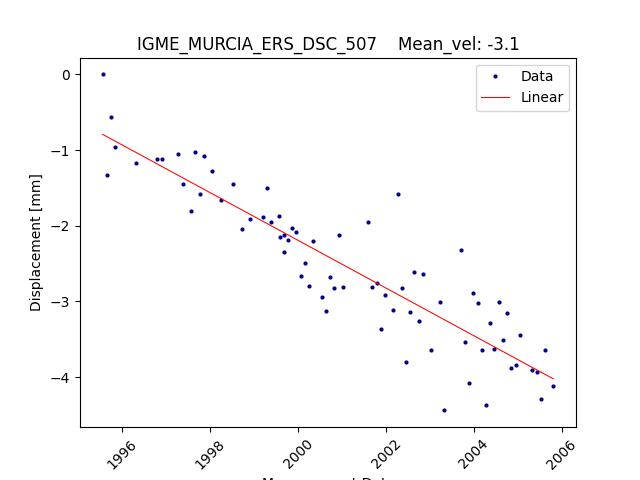 IGME_MURCIA_ERS_DSC_507    Mean_vel: -3.1
Data
Linear
Displacement [mm]
0
−1
−2
−3
−4
1996
1998
2000
2002
2004
2006